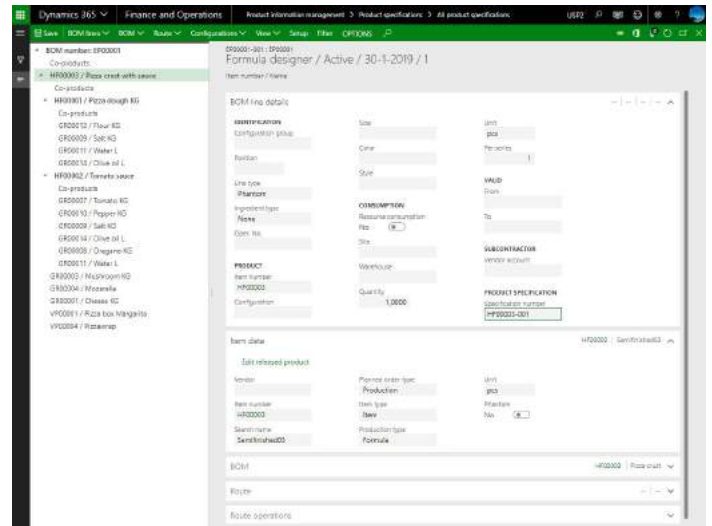 Dynamics 365 Finance and Operations Product information management > Product specifications > All product specifications USP2
Save BOM lines BOM Route Configurations View Setup Filter OPTIONS
BOM number: EP00001
Co-products
HF00003 / Pizza crust with sauce
Co-products
HF00001 / Pizza dough KG
Co-products
GR00012 / Flour KG
GR00009 / Salt KG
GR00011 / Water L
GR00014 / Olive oil L
HF00002 / Tomato sauce
Co-products
GR00007 / Tomato KG
GR00010 / Pepper KG
GR00009 / Salt KG
GR00014 / Olive oil L
GR00008 / Oregano KG
GR00011 / Water L
GR00003 / Mushroom KG
GR00004 / Mozarella
GR00001 / Cheese KG
VP00001 / Pizza box Margarita
VP00004 / Pizzawrap
EP00001-001 : EP00001
Formula designer / Active / 30-1-2019 / 1
Item number / Name
BOM line details
IDENTIFICATION
Configuration group
Position
Line type
Phantom
Ingredient type
None
Oper. No.
PRODUCT
Item number
HF00003
Configuration
Size
Color
Style
CONSUMPTION
Resource consumption
No
Site
Warehouse
Quantity
1,0000
Unit
pcs
Per series
1
VALID
From
To
SUBCONTRACTOR
Vendor account
PRODUCT SPECIFICATION
Specification number
HF00003-001
Item data HF00003 | Semifinished03
Edit released product
Vendor
Item number
HF00003
Search name
Semifinished03
Planned order type
Production
Item type
Item
Production type
Formula
Unit
pcs
Phantom
No
BOM HF00003 | Pizza crust
Route
Route operations